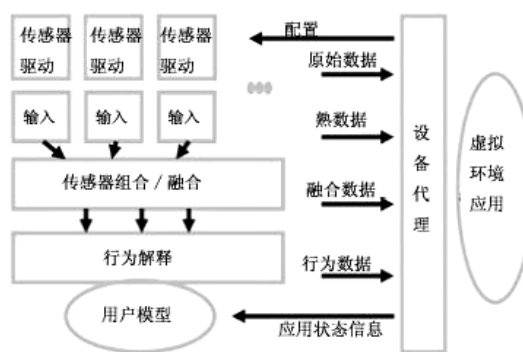 传感器 传感器 传感器
驱动 驱动 驱动
配置
原始数据
输入 输入 输入
熟数据
传感器组合/融合
融合数据
行为解释
行为数据
用户模型
应用状态信息
设备代理
虚拟
环境
应用